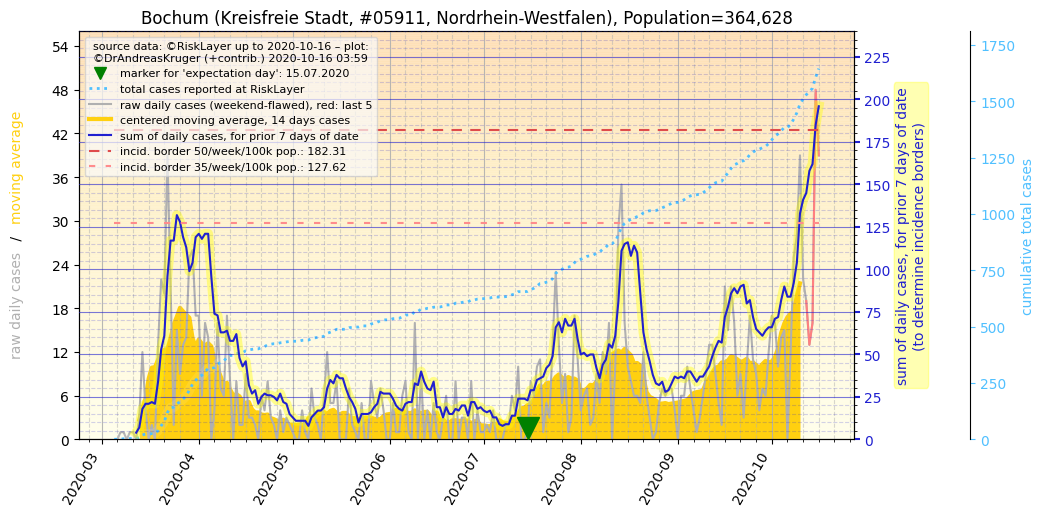 Bochum (Kreisfreie Stadt, #05911, Nordrhein-Westfalen), Population=364,628
source data: ©RiskLayer up to 2020-10-16 – plot:
©DrAndreasKruger (+contrib.) 2020-10-16 03:59
marker for 'expectation day': 15.07.2020
total cases reported at RiskLayer
raw daily cases (weekend-flawed), red: last 5
centered moving average, 14 days cases
sum of daily cases, for prior 7 days of date
incid. border 50/week/100k pop.: 182.31
incid. border 35/week/100k pop.: 127.62
raw daily cases / moving average
54
48
42
36
30
24
18
12
6
0
225
200
175
150
125
100
75
50
25
0
sum of daily cases, for prior 7 days of date
(to determine incidence borders)
1750
1500
1250
1000
750
500
250
0
cumulative total cases
2020-03
2020-04
2020-05
2020-06
2020-07
2020-08
2020-09
2020-10